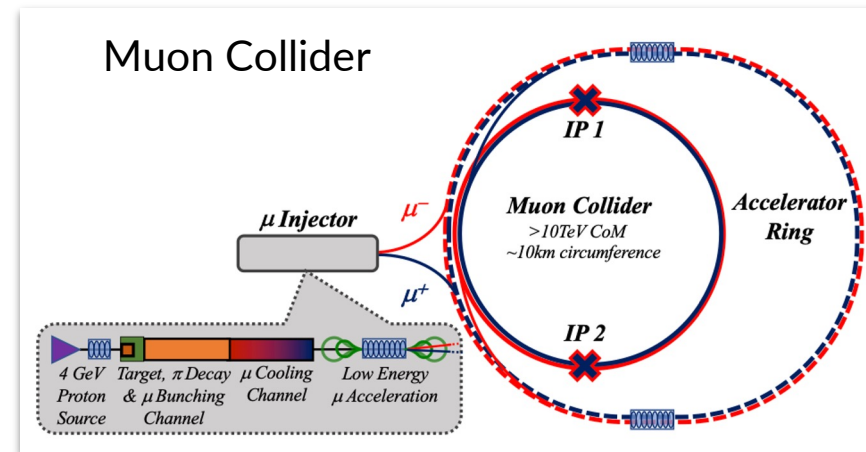 Muon Collider
IP 1
μ Injector
μ⁻
μ⁺
Muon Collider
>10TeV CoM
~10km circumference
Accelerator
Ring
IP 2
4 GeV
Proton
Source
Target, π Decay
& μ Bunching
Channel
μ Cooling
Channel
Low Energy
μ Acceleration